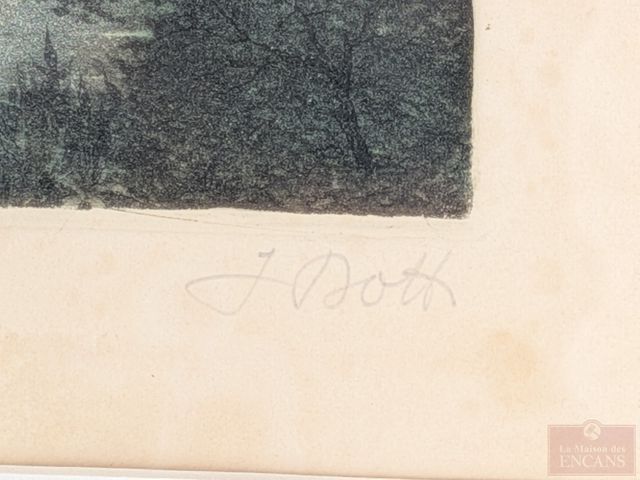 J Bott
La Maison des
ENCANS